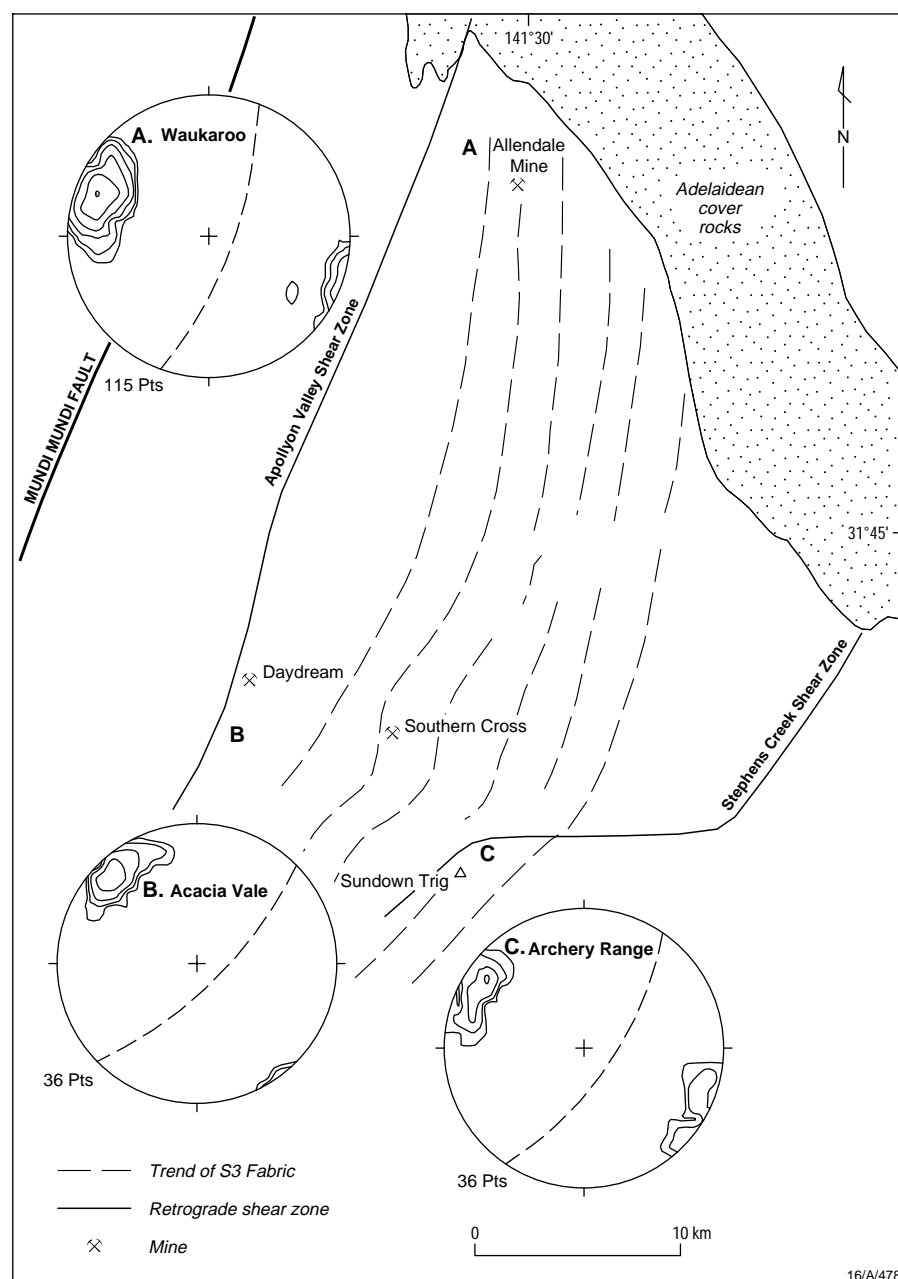 141°30'
A. Waukaroo
A
Allendale
Mine
N
Adelaidean
cover
rocks
115 Pts
MUNDI MUNDI FAULT
Apollyon Valley Shear Zone
31°45'
Daydream
B
Southern Cross
Stephens Creek Shear Zone
C
Sundown Trig
B. Acacia Vale
C. Archery Range
36 Pts
36 Pts
Trend of S3 Fabric
Retrograde shear zone
Mine
0 10 km
16/A/478